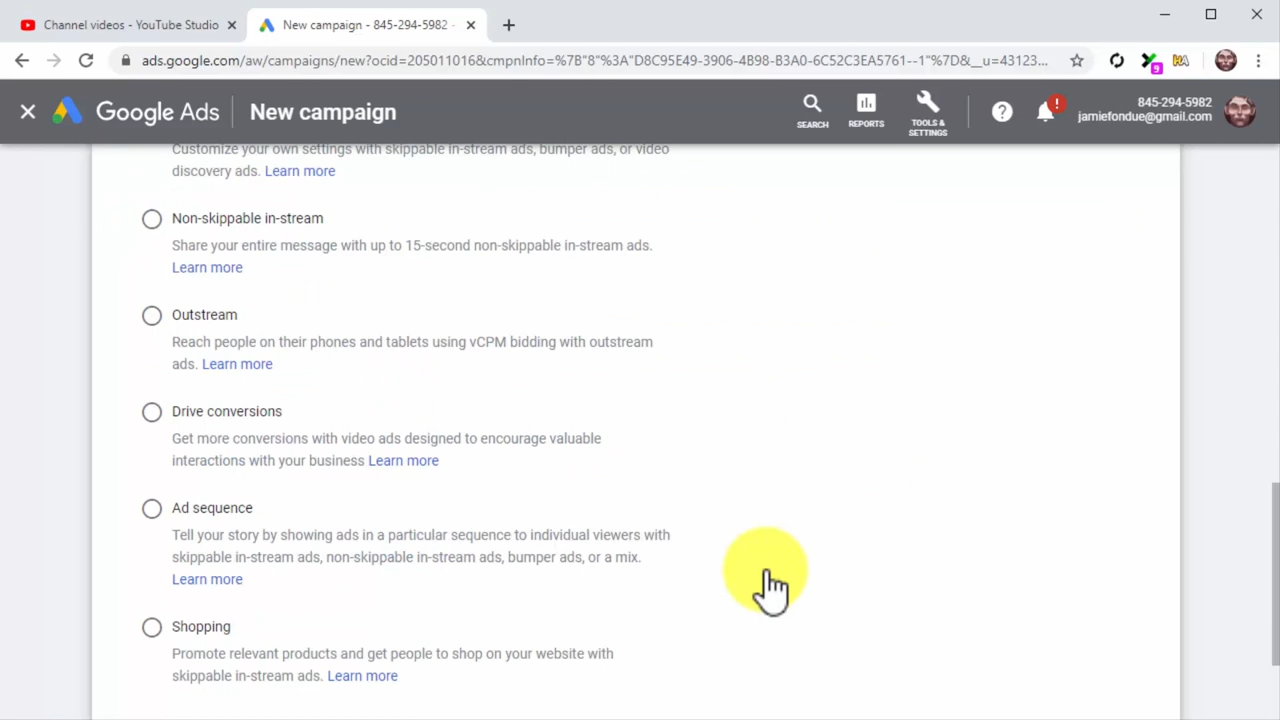 Channel videos - YouTube Studio
New campaign - 845-294-5982 -
ads.google.com/aw/campaigns/new?ocid=205011016&cmpnInfo=%7B"8"%3A"D8C95E49-3906-4B98-B3A0-6C52C3EA5761--1"%7D&__u=43123...
9
Google Ads
New campaign
SEARCH
REPORTS
TOOLS &
SETTINGS
?
!
845-294-5982
jamiefondue@gmail.com
Customize your own settings with skippable in-stream ads, bumper ads, or video
discovery ads. Learn more
Non-skippable in-stream
Share your entire message with up to 15-second non-skippable in-stream ads.
Learn more
Outstream
Reach people on their phones and tablets using vCPM bidding with outstream
ads. Learn more
Drive conversions
Get more conversions with video ads designed to encourage valuable
interactions with your business Learn more
Ad sequence
Tell your story by showing ads in a particular sequence to individual viewers with
skippable in-stream ads, non-skippable in-stream ads, bumper ads, or a mix.
Learn more
Shopping
Promote relevant products and get people to shop on your website with
skippable in-stream ads. Learn more